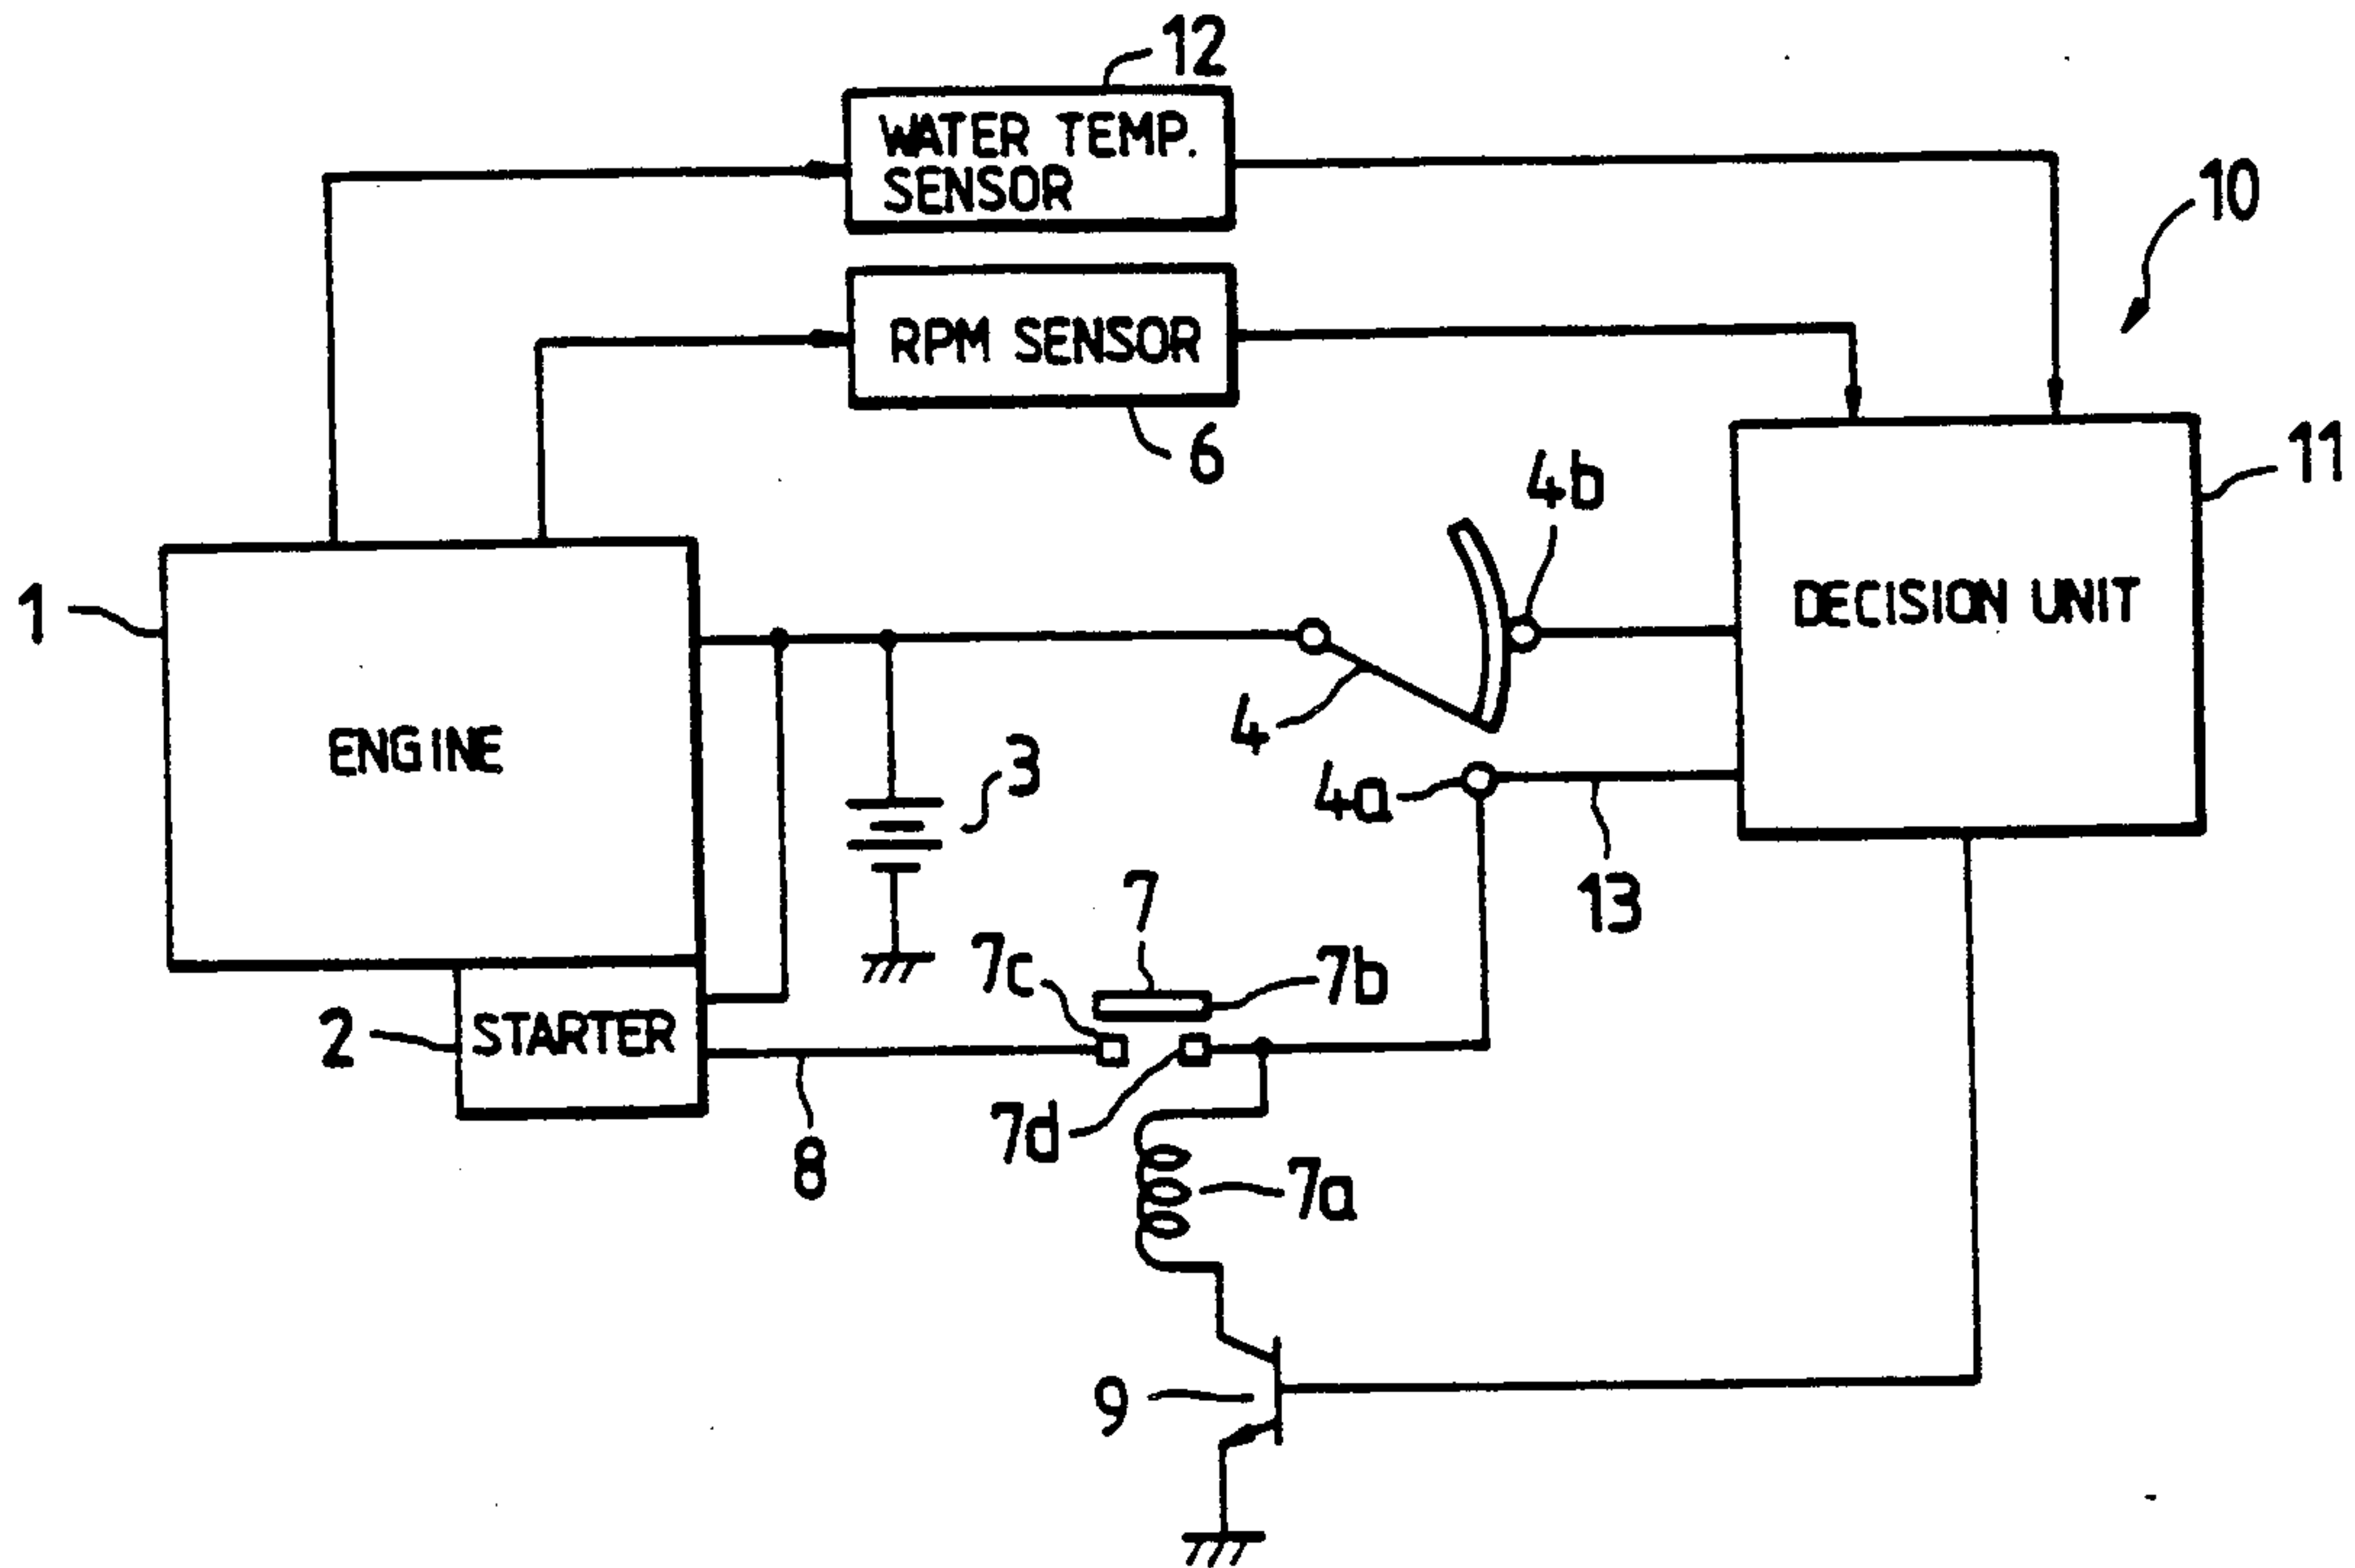 12
WATER TEMP.
SENSOR
10
RPM SENSOR
6
4b
11
1
DECISION UNIT
ENGINE
4
3
4a
13
7
7c
7b
2
STARTER
7d
8
7a
9